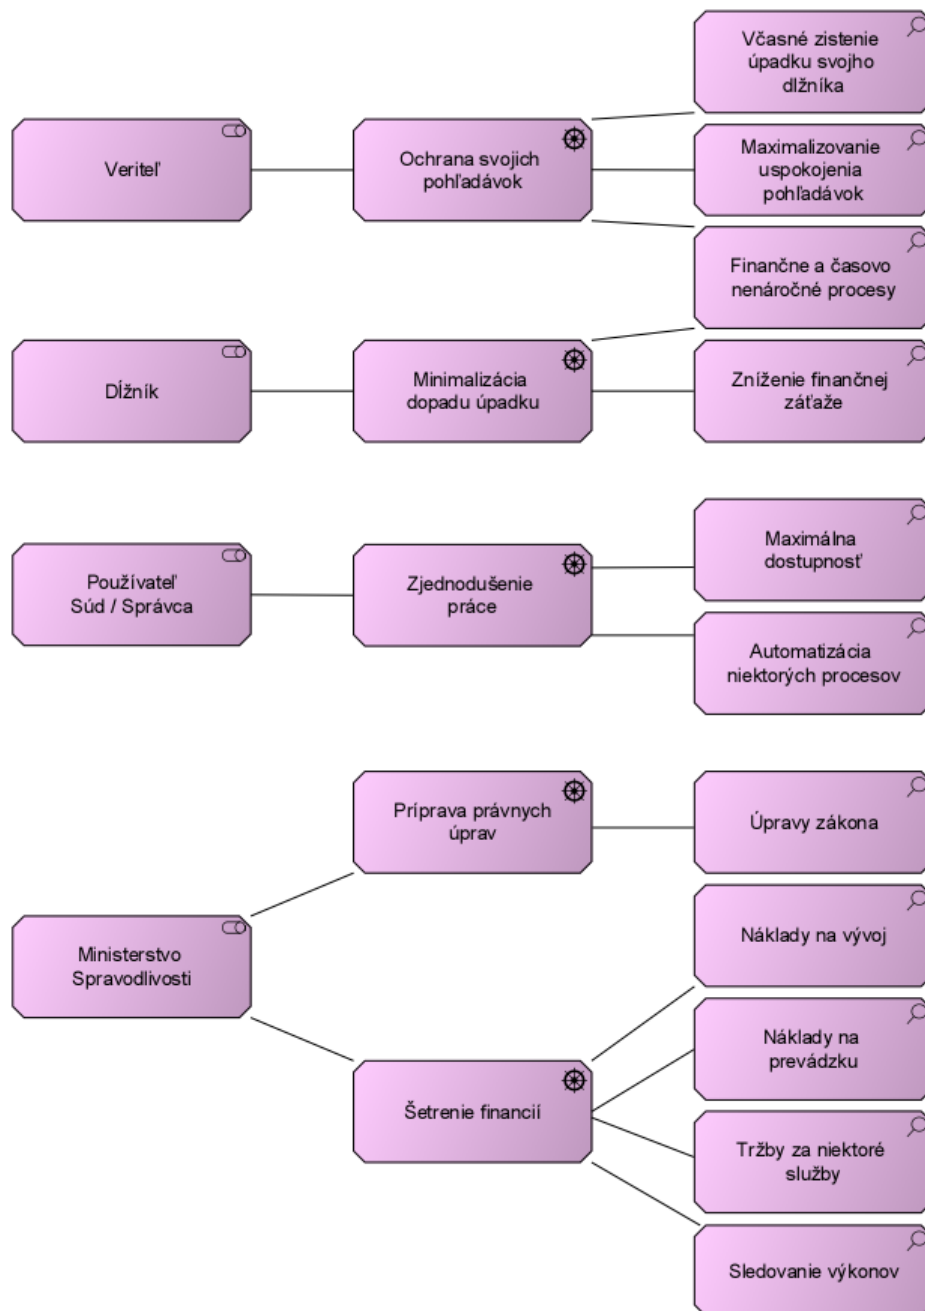 Včasné zistenie
úpadku svojho
dlžníka
Veriteľ
Ochrana svojich
pohľadávok
Maximalizovanie
uspokojenia
pohľadávok
Finančne a časovo
nenáročné procesy
Dĺžník
Minimalizácia
dopadu úpadku
Zníženie finančnej
záťaže
Používateľ
Súd / Správca
Zjednodušenie
práce
Maximálna
dostupnosť
Automatizácia
niektorých procesov
Ministerstvo
Spravodlivosti
Príprava právnych
úprav
Úpravy zákona
Šetrenie financií
Náklady na vývoj
Náklady na
prevádzku
Tržby za niektoré
služby
Sledovanie výkonov